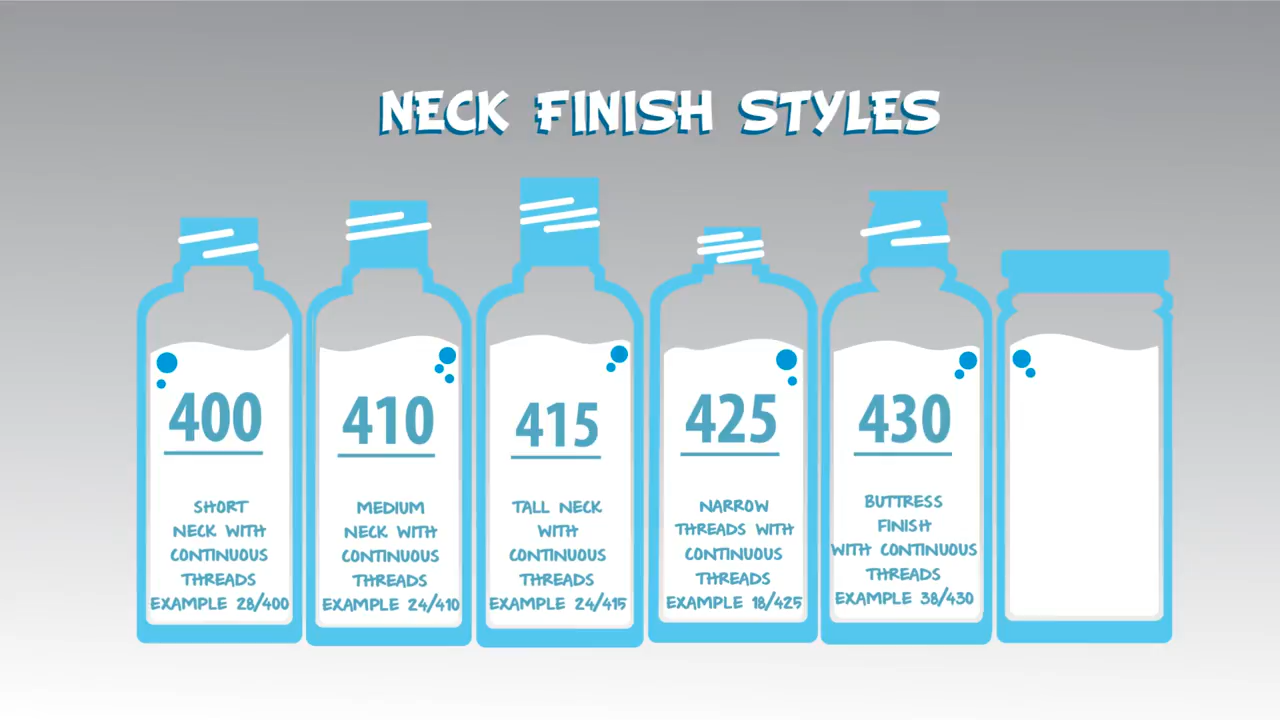 NECK FINISH STYLES
400
SHORT
NECK WITH
CONTINUOUS
THREADS
EXAMPLE 28/400
410
MEDIUM
NECK WITH
CONTINUOUS
THREADS
EXAMPLE 24/410
415
TALL NECK
WITH
CONTINUOUS
THREADS
EXAMPLE 24/415
425
NARROW
THREADS WITH
CONTINUOUS
THREADS
EXAMPLE 18/425
430
BUTTRESS
FINISH
WITH CONTINUOUS
THREADS
EXAMPLE 38/430